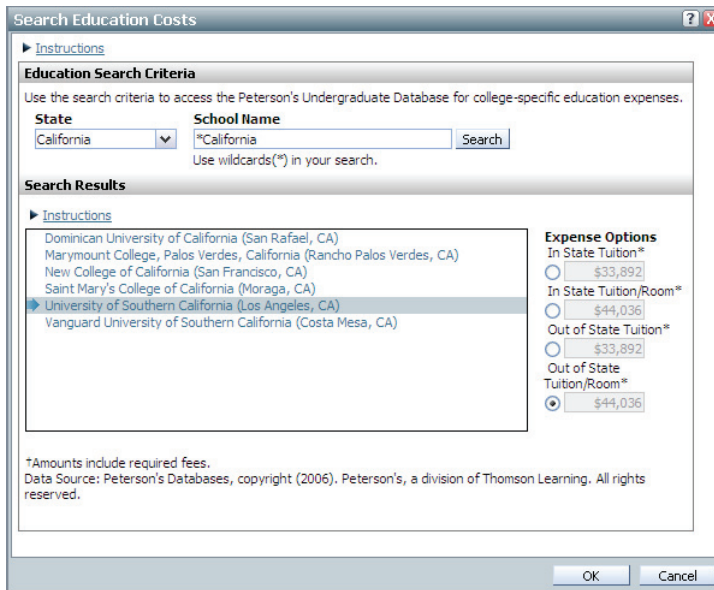 Search Education Costs
?
X
Instructions
Education Search Criteria
Use the search criteria to access the Peterson's Undergraduate Database for college-specific education expenses.
State
School Name
California
*California
Search
Use wildcards(*) in your search.
Search Results
Instructions
Dominican University of California (San Rafael, CA)
Marymount College, Palos Verdes, California (Rancho Palos Verdes, CA)
New College of California (San Francisco, CA)
Saint Mary's College of California (Moraga, CA)
University of Southern California (Los Angeles, CA)
Vanguard University of Southern California (Costa Mesa, CA)
Expense Options
In State Tuition*
$33,892
In State Tuition/Room*
$44,036
Out of State Tuition*
$33,892
Out of State
Tuition/Room*
$44,036
†Amounts include required fees.
Data Source: Peterson's Databases, copyright (2006). Peterson's, a division of Thomson Learning. All rights
reserved.
OK
Cancel